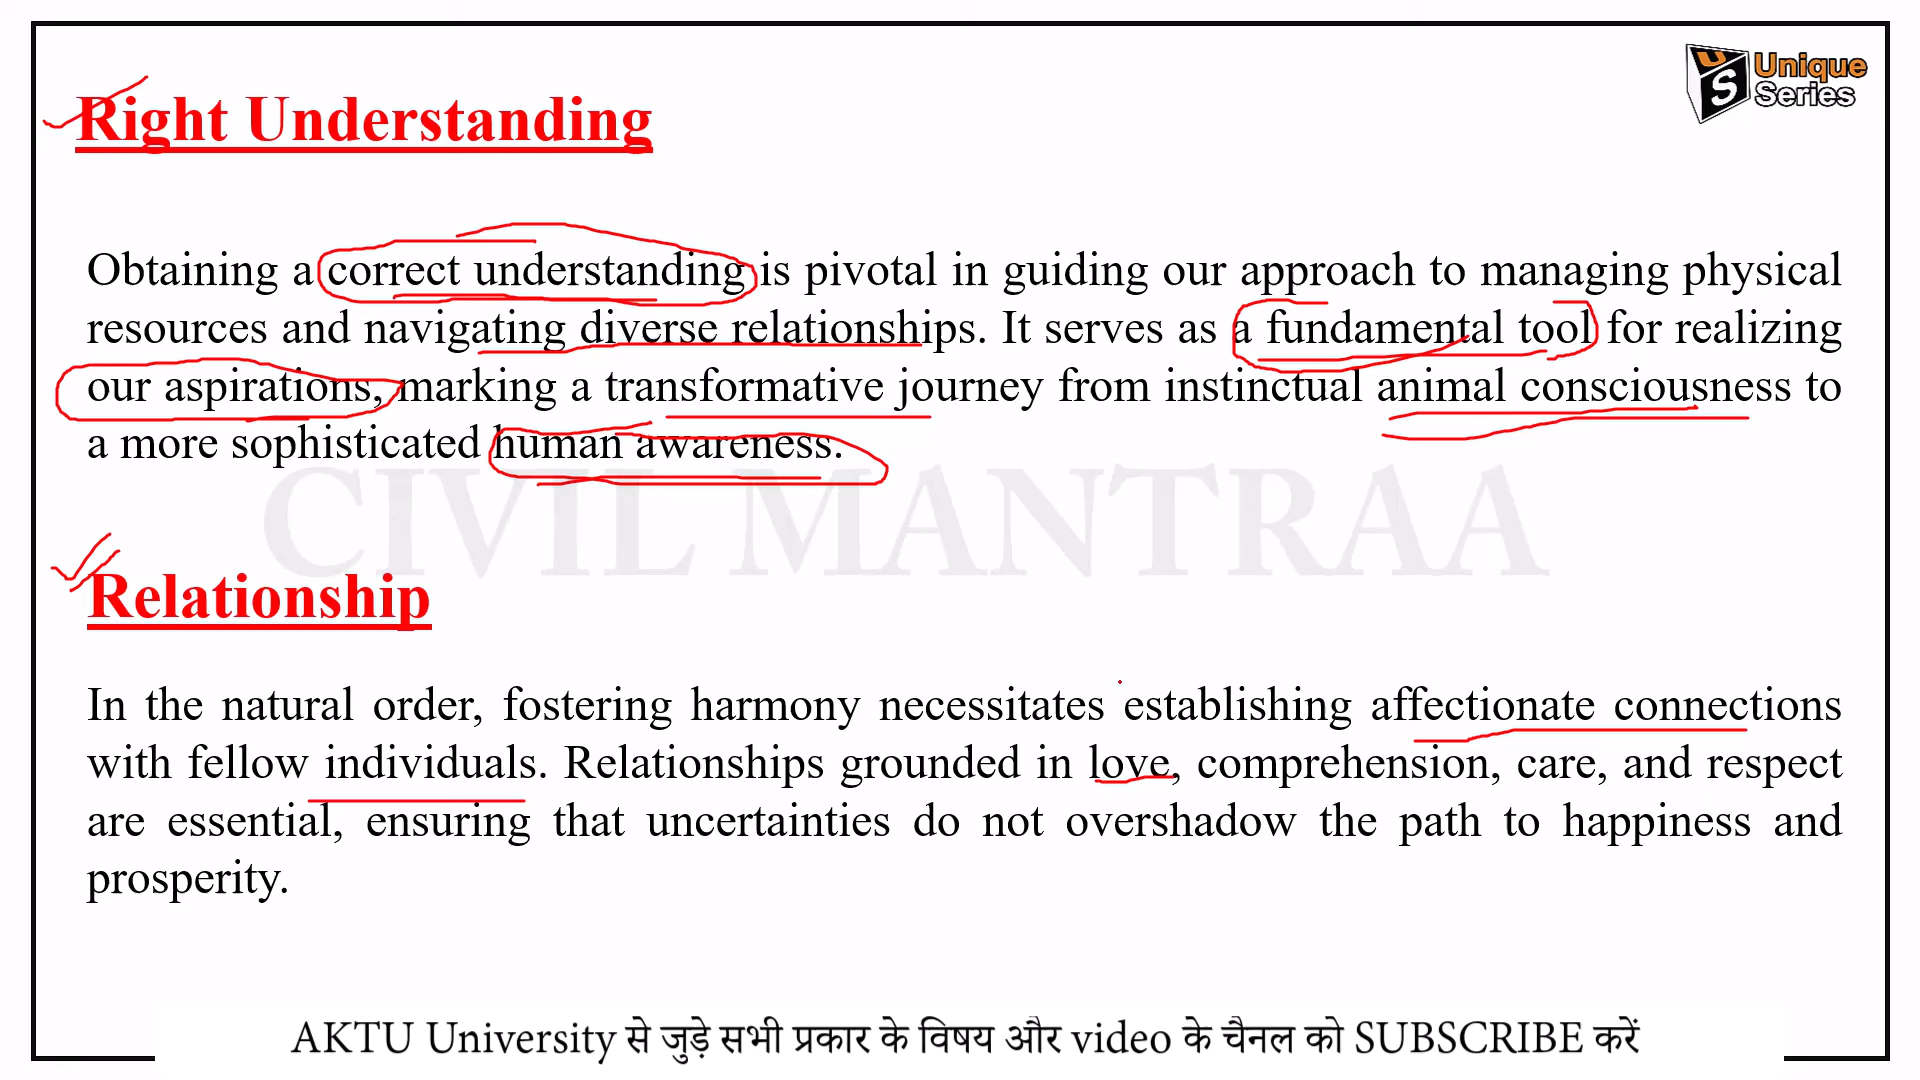 Unique
Series
US
Right Understanding
Obtaining a correct understanding is pivotal in guiding our approach to managing physical
resources and navigating diverse relationships. It serves as a fundamental tool for realizing
our aspirations, marking a transformative journey from instinctual animal consciousness to
a more sophisticated human awareness.
CIVIL MANTRAA
Relationship
In the natural order, fostering harmony necessitates establishing affectionate connections
with fellow individuals. Relationships grounded in love, comprehension, care, and respect
are essential, ensuring that uncertainties do not overshadow the path to happiness and
prosperity.
AKTU University से जुड़े सभी प्रकार के विषय और video के चैनल को SUBSCRIBE करें